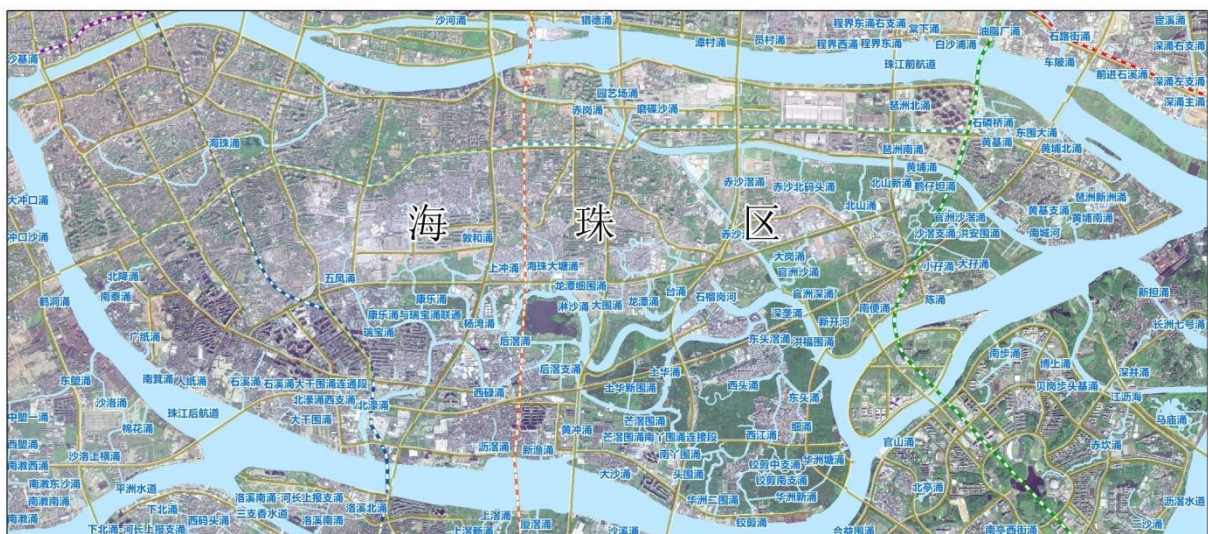 沙河涌
猎德涌
程界东涌右支涌
棠下涌
油脂厂涌
宦溪涌
沙基涌
潭村涌
员村涌
程界西涌
程界东涌
白沙浦涌
石路街涌
深涌右支涌
车陂涌
珠江前航道
前进石溪涌
深涌左支涌
园艺场涌
深涌主涌
赤岗涌
磨碟沙涌
琶洲北涌
石磷桥涌
东围大涌
海珠涌
黄基涌
琶洲南涌
黄埔北涌
黄埔涌
赤沙滘涌
赤沙北码头涌
北山新涌
鹤仔坦涌
琶洲新洲涌
大冲口涌
北山涌
黄基支涌
海珠区
官洲沙滘涌
黄埔南涌
冲口沙涌
敦和涌
赤沙
沙滘支涌
洪安围涌
南城河
大岗涌
北降涌
五凤涌
上冲涌
海珠大塘涌
官洲沙涌
小孖涌
大孖涌
新担涌
南泰涌
康乐涌
龙潭细围涌
台涌
石榴岗河
官洲深涌
陈涌
鹤洞涌
淋沙涌
大围涌
龙潭涌
南便涌
康乐涌与瑞宝涌联通
杨湾涌
深垄涌
新开河
长洲七号涌
广纸涌
瑞宝涌
后滘涌
东头滘涌
洪福围涌
南步涌
博上涌
后滘支涌
士华涌
深井涌
东塱涌
南箕涌
人纸涌
石溪涌
石溪涌大干围涌连通段
西碌涌
士华新围涌
西头涌
贝岗步头基涌
沙洛涌
北濠涌西支涌
北濠涌
东头涌
江沥海
中塱一涌
珠江后航道
大干围涌
芒滘围涌
细涌
马庙涌
棉花涌
黄冲涌
芒滘围涌南丫围涌连接段
西江涌
西塱涌
沥滘涌
新渔涌
南丫围涌
官山涌
赤坎涌
南漖西涌
沙洛上横涌
大沙涌
头围涌
铰剪中支涌
华洲塘涌
南漖东沙涌
平洲水道
铰剪南支涌
北亭涌
南漖南涌
洛溪南涌-河长上报支涌
华洲二围涌
华洲新涌
沥滘水道
下北涌
三支香水道
洛溪北涌
南漖涌
西码头涌
洛溪南涌
上滘涌
铰剪涌
二沙涌
下北涌-河长上报支涌
上滘新涌
厦滘涌
沙溪涌
合益围涌
南亭西街涌